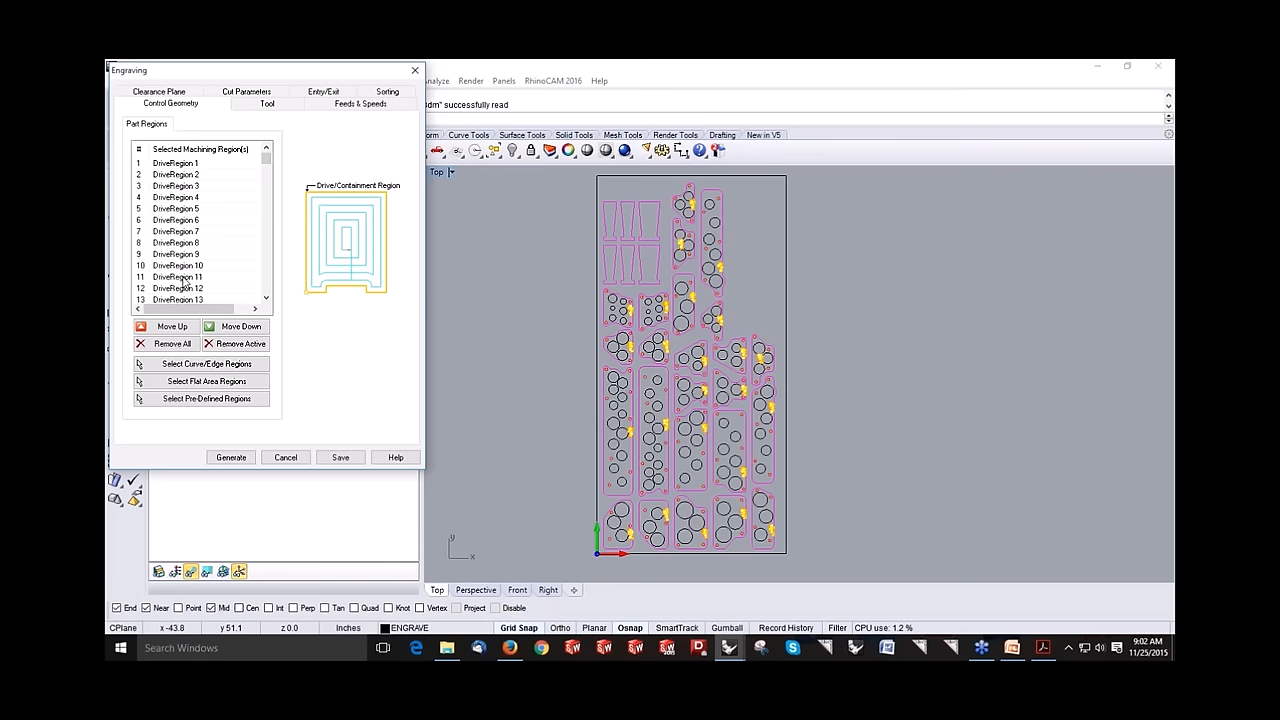 Engraving
Clearance Plane Cut Parameters Entry/Exit Sorting
Control Geometry Tool Feeds & Speeds
Part Regions
# Selected Machining Region(s)
1 DriveRegion 1
2 DriveRegion 2
3 DriveRegion 3
4 DriveRegion 4
5 DriveRegion 5
6 DriveRegion 6
7 DriveRegion 7
8 DriveRegion 8
9 DriveRegion 9
10 DriveRegion 10
11 DriveRegion 11
12 DriveRegion 12
13 DriveRegion 13
Move Up Move Down
Remove All Remove Active
Select Curve/Edge Regions
Select Flat Area Regions
Select Pre-Defined Regions
Drive/Containment Region
Generate Cancel Save Help
Render Panels RhinoCAM 2016 Help
3dm" successfully read
Curve Tools Surface Tools Solid Tools Mesh Tools Render Tools Drafting New in V5
Top
y
x
Top Perspective Front Right
End Near Point Mid Cen Int Perp Tan Quad Knot Vertex Project Disable
CPlane x -43.8 y 51.1 z 0.0 Inches ENGRAVE Grid Snap Ortho Planar Osnap SmartTrack Gumball Record History Filter CPU use: 1.2 %
Search Windows
9:02 AM
11/25/2015